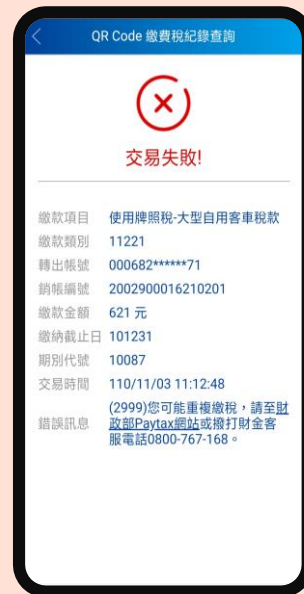 QR Code 繳費稅紀錄查詢
交易失敗!
繳款項目 使用牌照稅-大型自用客車稅款
繳款類別 11221
轉出帳號 000682******71
銷帳編號 2002900016210201
繳款金額 621 元
繳納截止日 101231
期別代號 10087
交易時間 110/11/03 11:12:48
錯誤訊息 (2999)您可能重複繳稅，請至財
政部Paytax網站或撥打財金客
服電話0800-767-168。